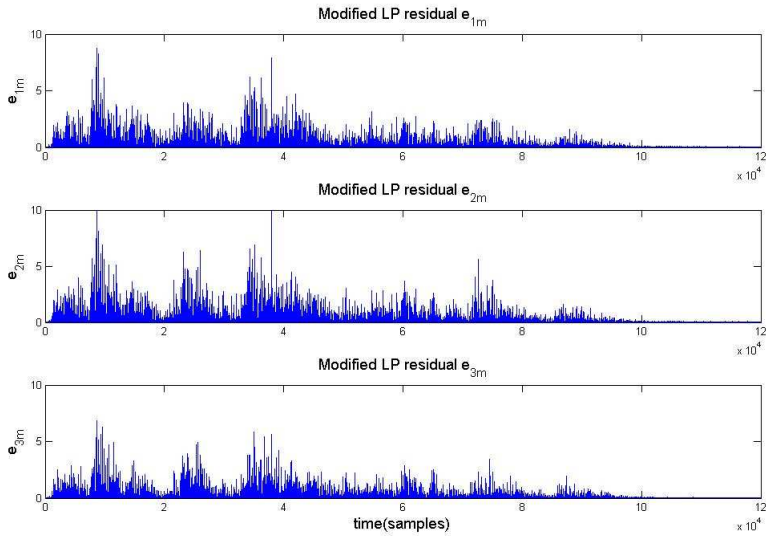 Modified LP residual e1m
10
5
0
e1m
0 2 4 6 8 10 12
x 10^4
Modified LP residual e2m
10
5
0
e2m
0 2 4 6 8 10 12
x 10^4
Modified LP residual e3m
10
5
0
e3m
0 2 4 6 8 10 12
time(samples)
x 10^4